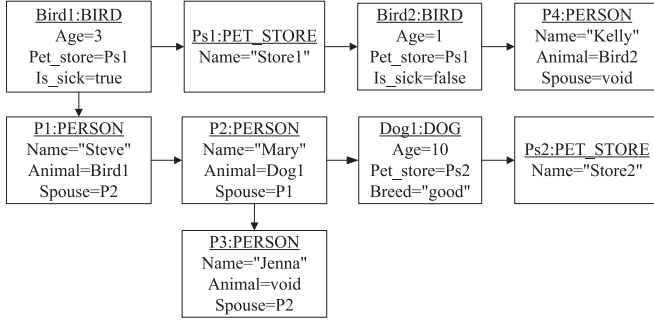 Bird1:BIRD
Age=3
Pet_store=Ps1
Is_sick=true
Ps1:PET_STORE
Name="Store1"
Bird2:BIRD
Age=1
Pet_store=Ps1
Is_sick=false
P4:PERSON
Name="Kelly"
Animal=Bird2
Spouse=void
P1:PERSON
Name="Steve"
Animal=Bird1
Spouse=P2
P2:PERSON
Name="Mary"
Animal=Dog1
Spouse=P1
Dog1:DOG
Age=10
Pet_store=Ps2
Breed="good"
Ps2:PET_STORE
Name="Store2"
P3:PERSON
Name="Jenna"
Animal=void
Spouse=P2